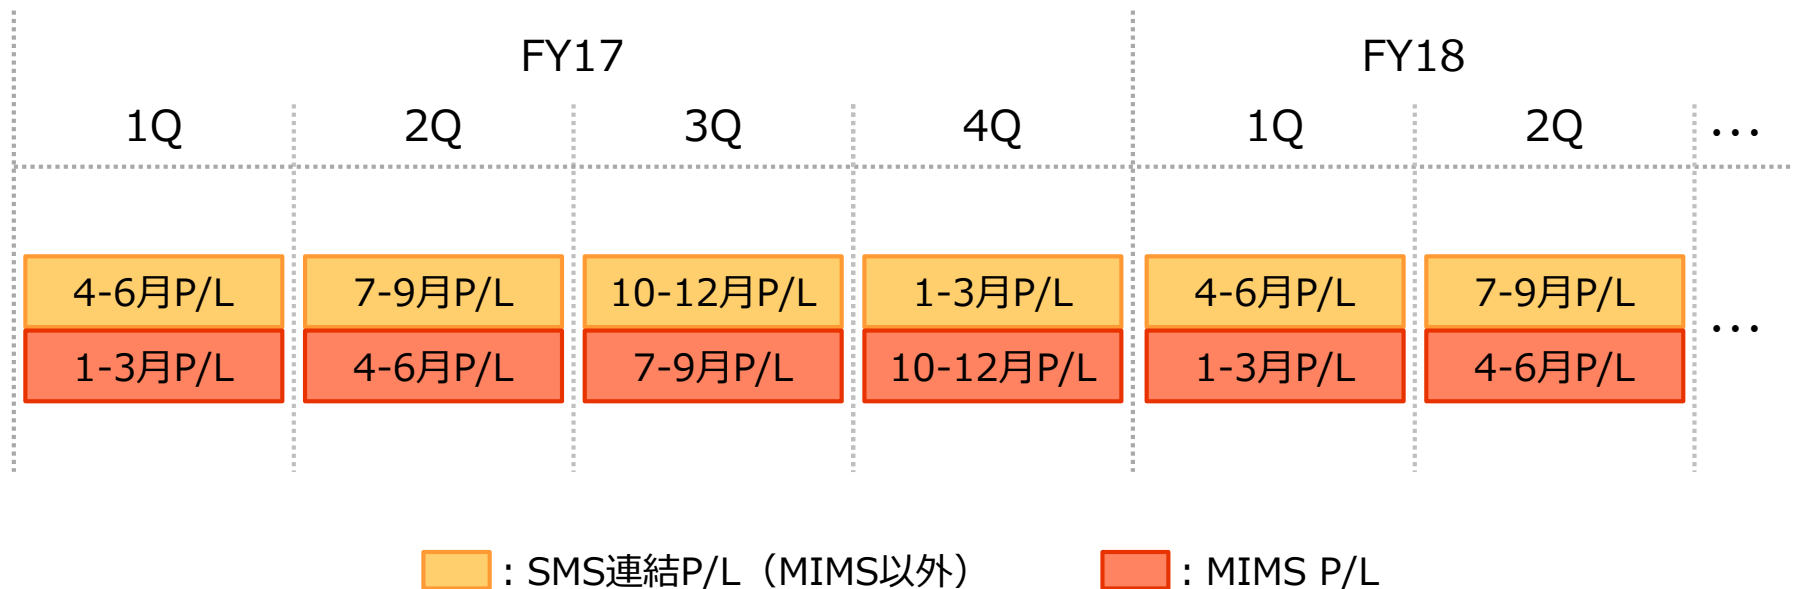 FY17 FY18
1Q 2Q 3Q 4Q 1Q 2Q ...
4-6月P/L 7-9月P/L 10-12月P/L 1-3月P/L 4-6月P/L 7-9月P/L
...
1-3月P/L 4-6月P/L 7-9月P/L 10-12月P/L 1-3月P/L 4-6月P/L
: SMS連結P/L（MIMS以外） : MIMS P/L